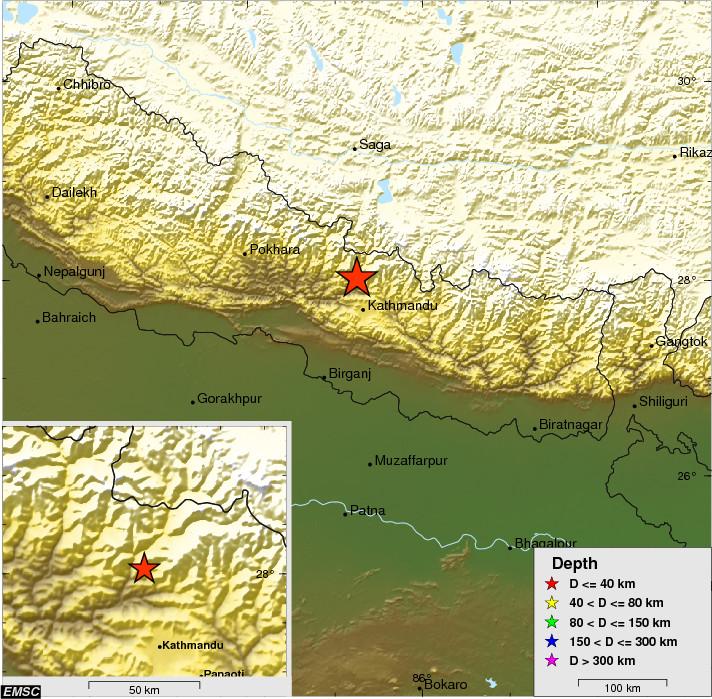 Chhibro
30°
Saga
Rikaz
Dailekh
Pokhara
Nepalgunj
28°
Kathmandu
Bahraich
Gangtok
Birganj
Gorakhpur
Shiliguri
Biratnagar
Muzaffarpur
26°
Patna
Bhagalpur
28°
Kathmandu
Panaoti
50 km
EMSC
86°
Bokaro
Depth
D <= 40 km
40 < D <= 80 km
80 < D <= 150 km
150 < D <= 300 km
D > 300 km
100 km